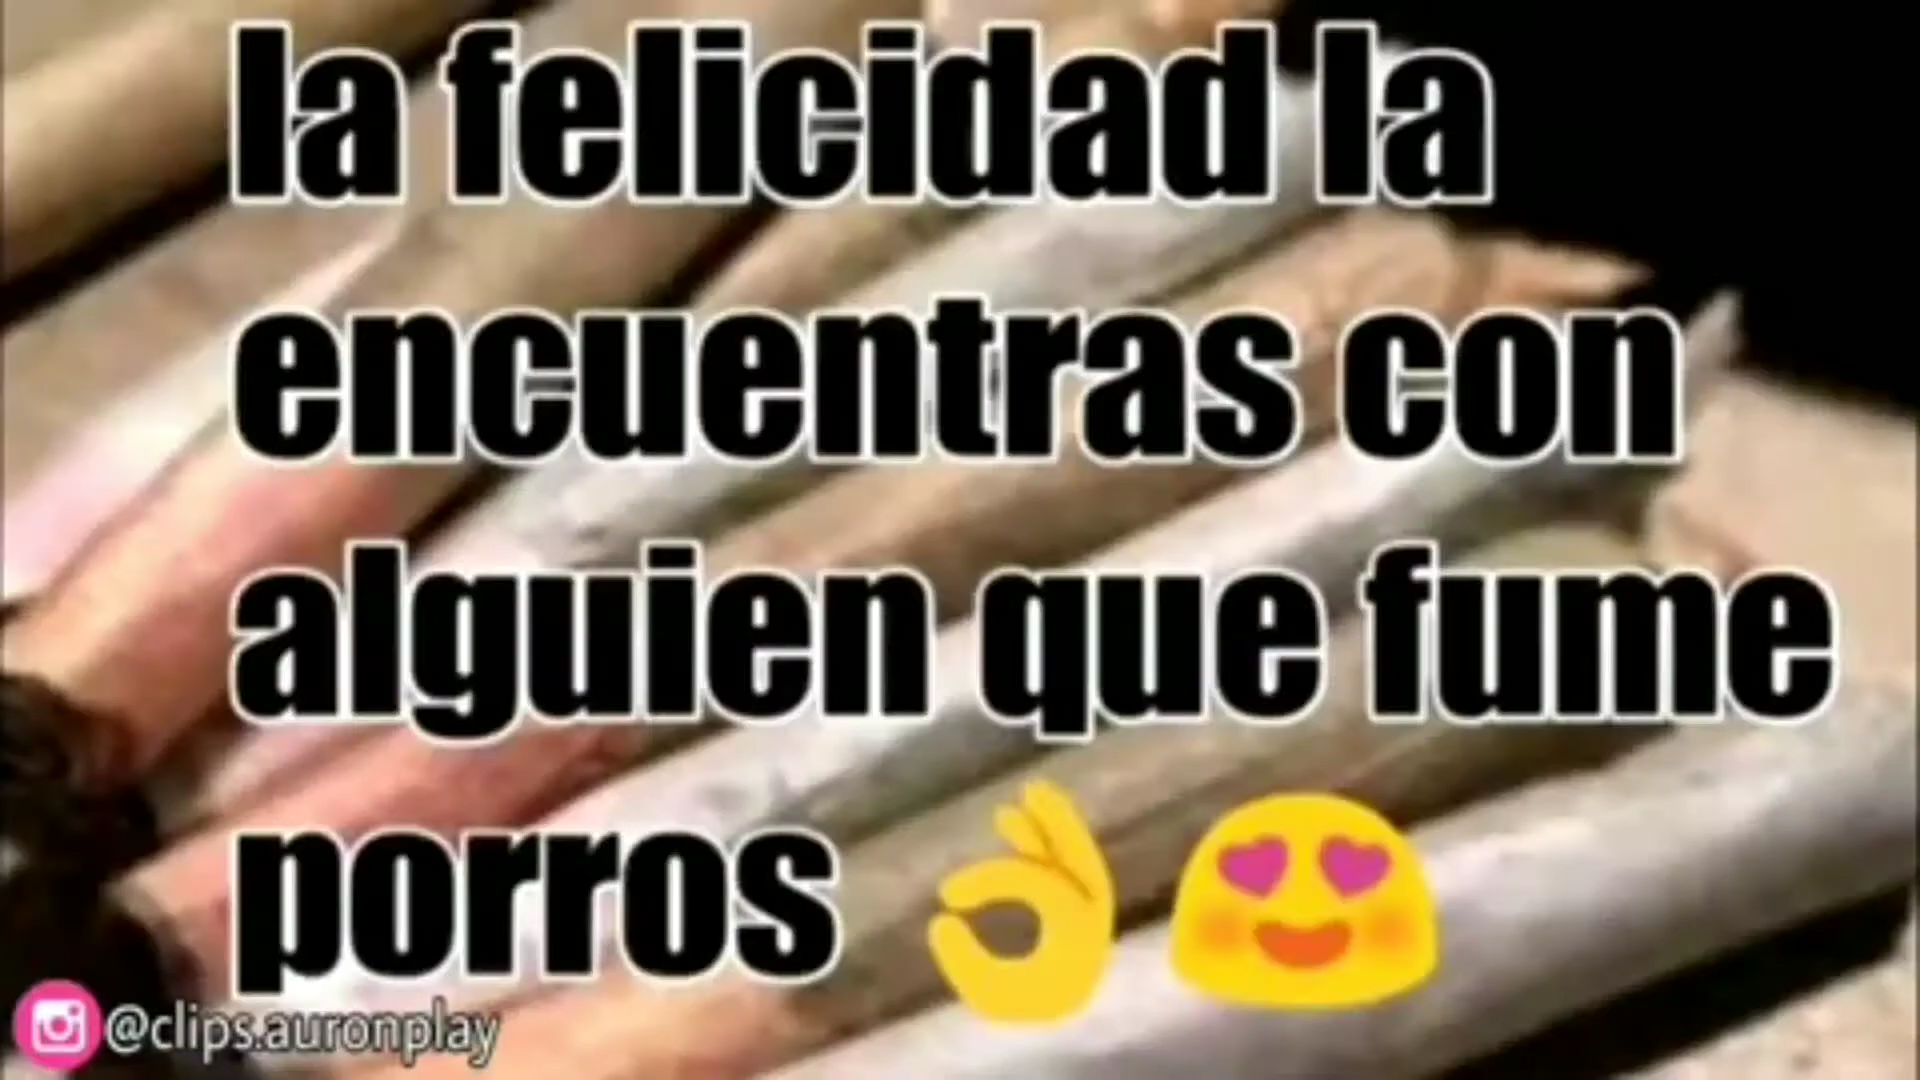 la felicidad la
encuentras con
alguien que fume
porros 👌😍
@clips.auronplay